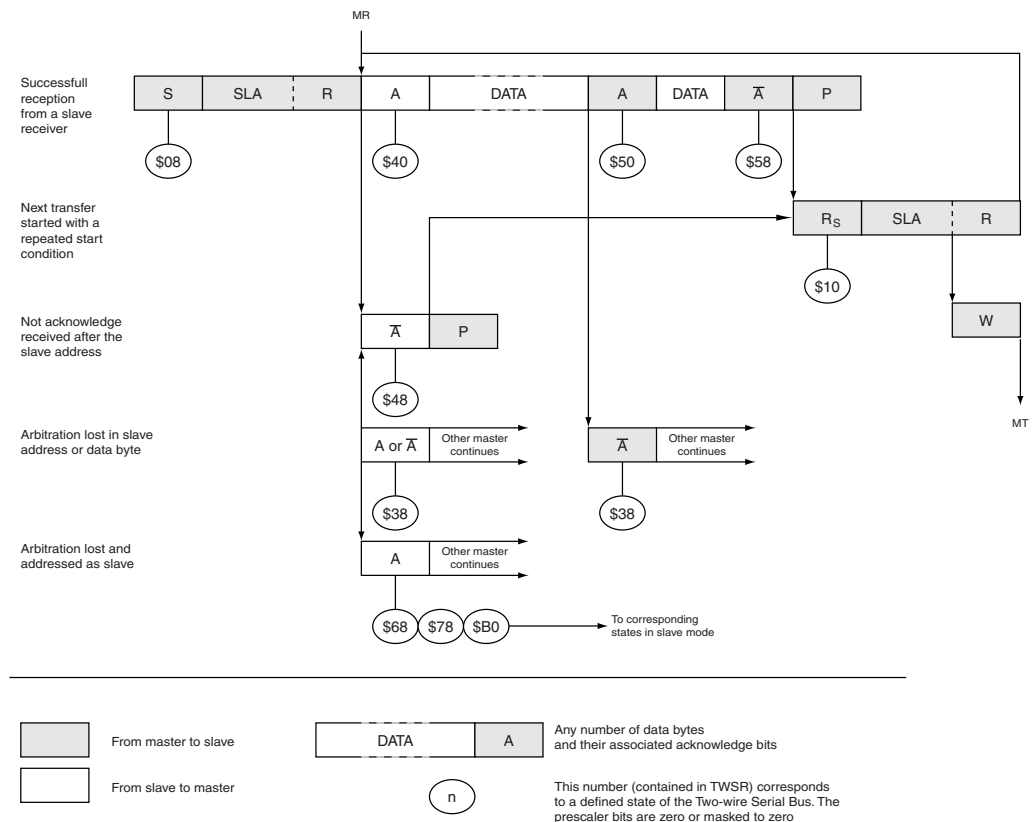 MR
Successfull
reception
from a slave
receiver
S SLA R A DATA A DATA A̅ P
$08 $40 $50 $58
Next transfer
started with a
repeated start
condition
RS SLA R
$10
Not acknowledge
received after the
slave address
A̅ P
W
$48
MT
Arbitration lost in slave
address or data byte
A or A̅ Other master
continues
A̅ Other master
continues
$38 $38
Arbitration lost and
addressed as slave
A Other master
continues
$68 $78 $B0
To corresponding
states in slave mode
From master to slave
DATA A
Any number of data bytes
and their associated acknowledge bits
From slave to master
n
This number (contained in TWSR) corresponds
to a defined state of the Two-wire Serial Bus. The
prescaler bits are zero or masked to zero